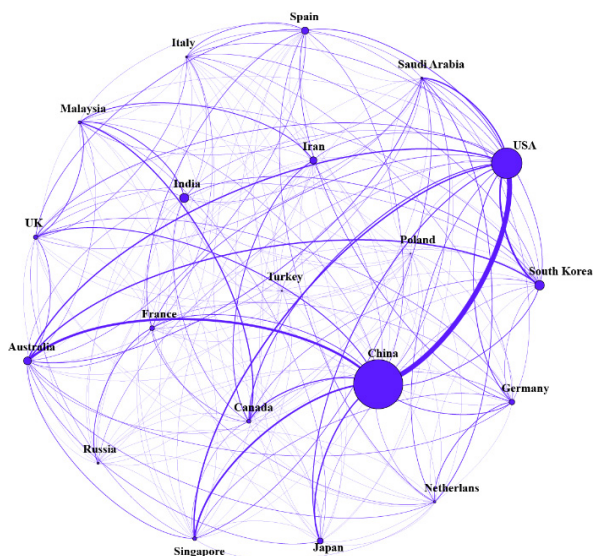 Spain
Italy
Saudi Arabia
Malaysia
USA
Iran
India
UK
Poland
South Korea
Turkey
France
Australia
China
Germany
Canada
Russia
Netherlans
Singapore
Japan